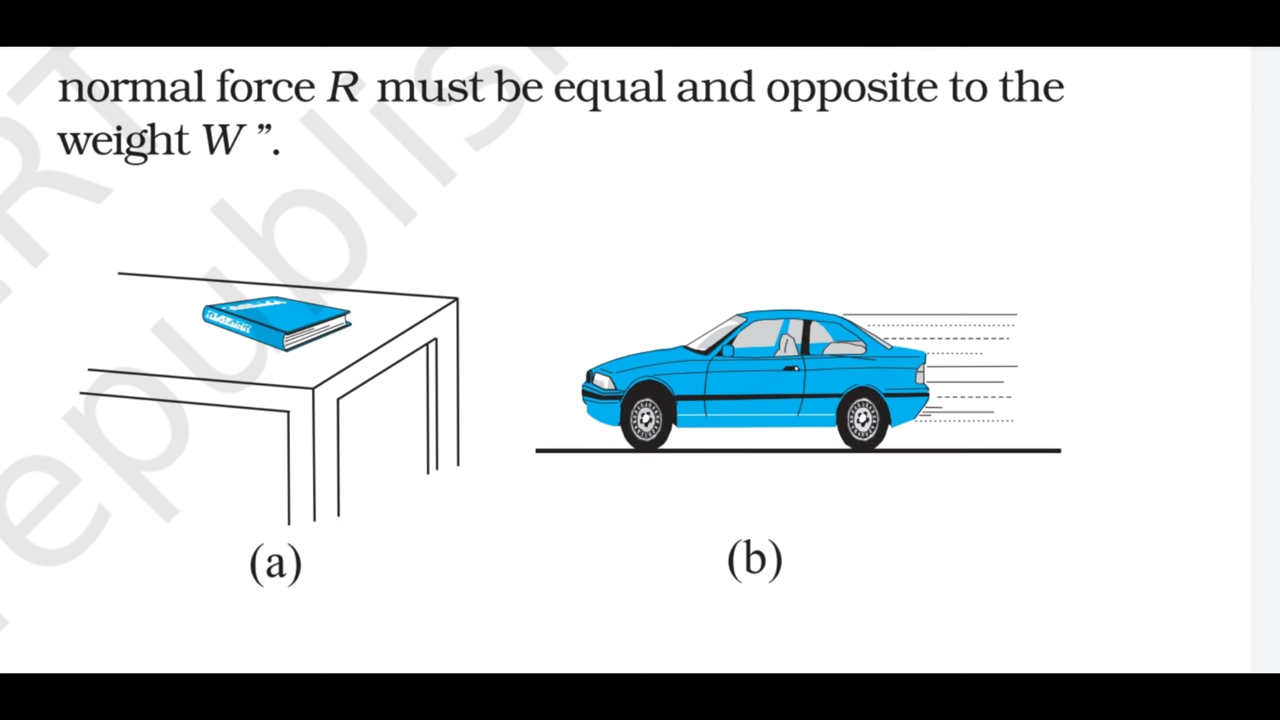 normal force R must be equal and opposite to the
weight W ”.
(a)
(b)